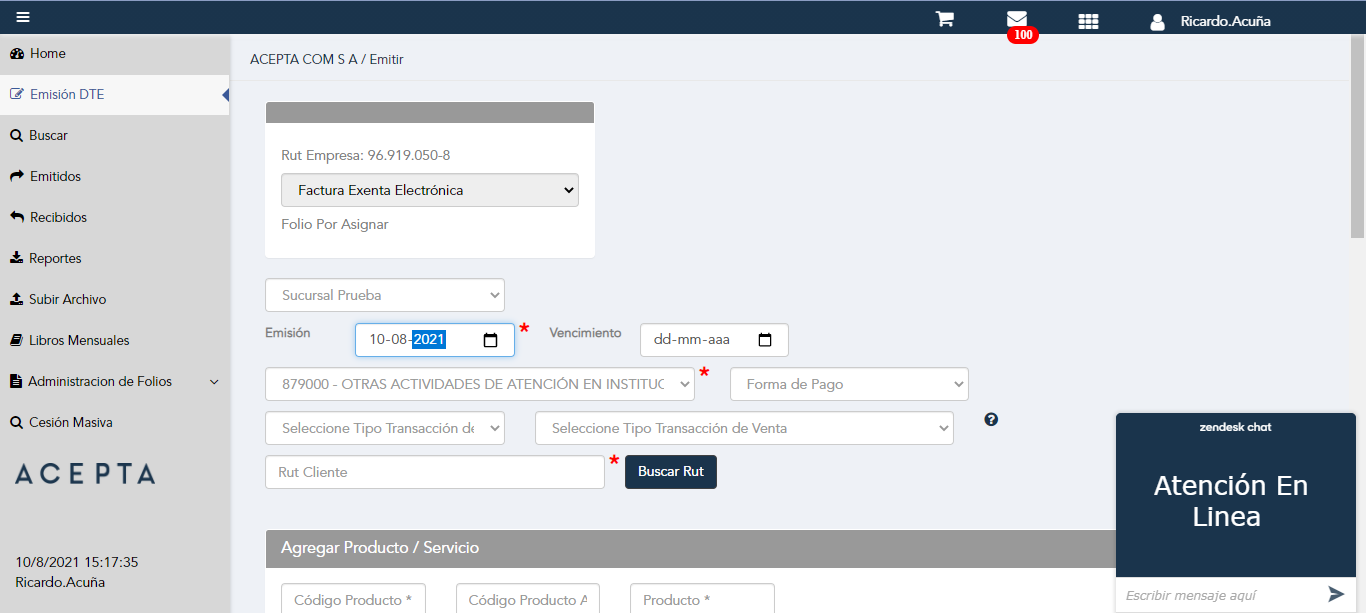 Ricardo.Acuña
100
Home
Emisión DTE
Buscar
Emitidos
Recibidos
Reportes
Subir Archivo
Libros Mensuales
Administracion de Folios
Cesión Masiva
ACEPTA
10/8/2021 15:17:35
Ricardo.Acuña
ACEPTA COM S A / Emitir
Rut Empresa: 96.919.050-8
Factura Exenta Electrónica
Folio Por Asignar
Sucursal Prueba
Emisión 10-08-2021 * Vencimiento dd-mm-aaa
879000 - OTRAS ACTIVIDADES DE ATENCIÓN EN INSTITUC * Forma de Pago
Seleccione Tipo Transacción de Seleccione Tipo Transacción de Venta ?
Rut Cliente * Buscar Rut
Agregar Producto / Servicio
Código Producto * Código Producto A Producto *
zendesk chat
Atención En
Linea
Escribir mensaje aquí